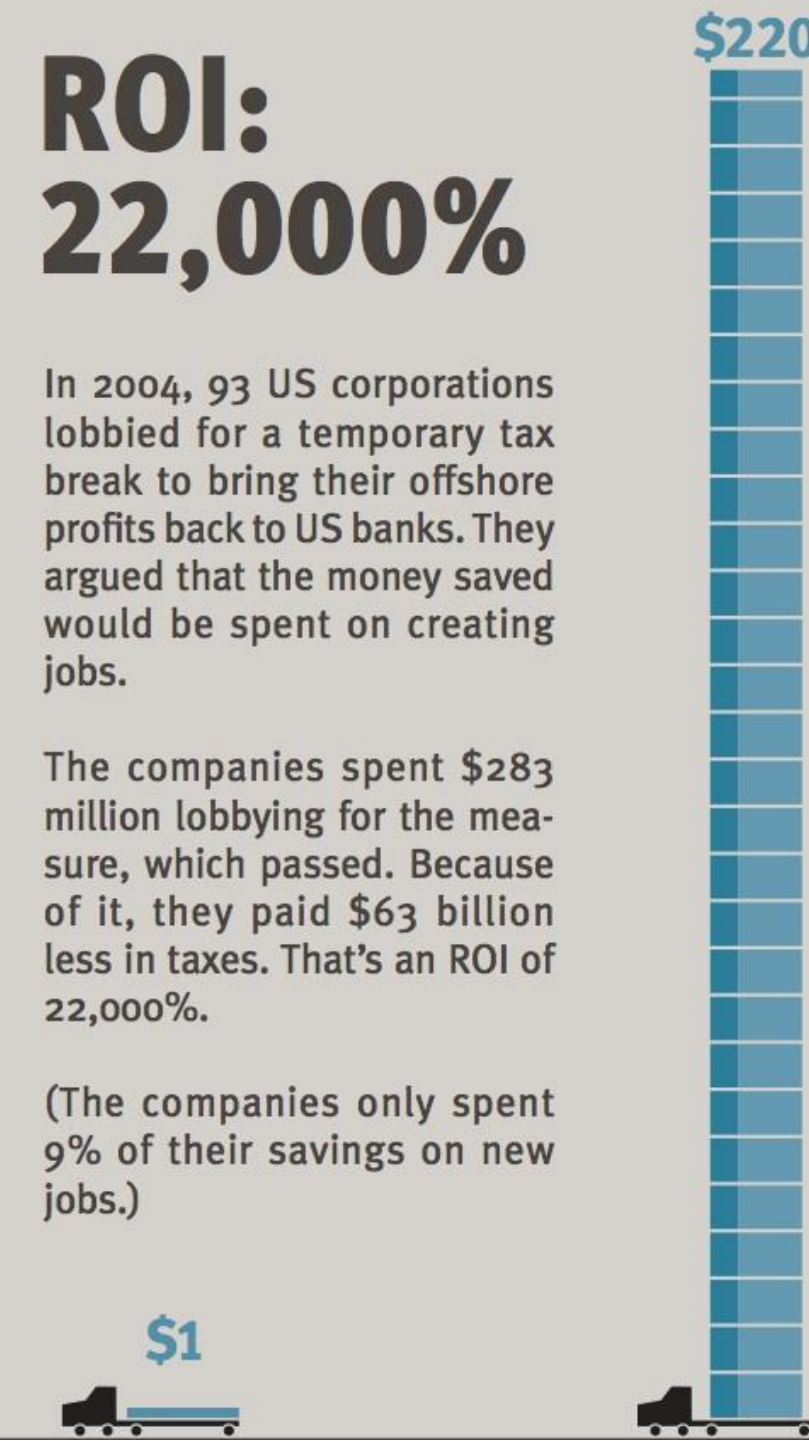 ROI:
22,000%
$220
In 2004, 93 US corporations
lobbied for a temporary tax
break to bring their offshore
profits back to US banks. They
argued that the money saved
would be spent on creating
jobs.
The companies spent $283
million lobbying for the mea-
sure, which passed. Because
of it, they paid $63 billion
less in taxes. That's an ROI of
22,000%.
(The companies only spent
9% of their savings on new
jobs.)
$1